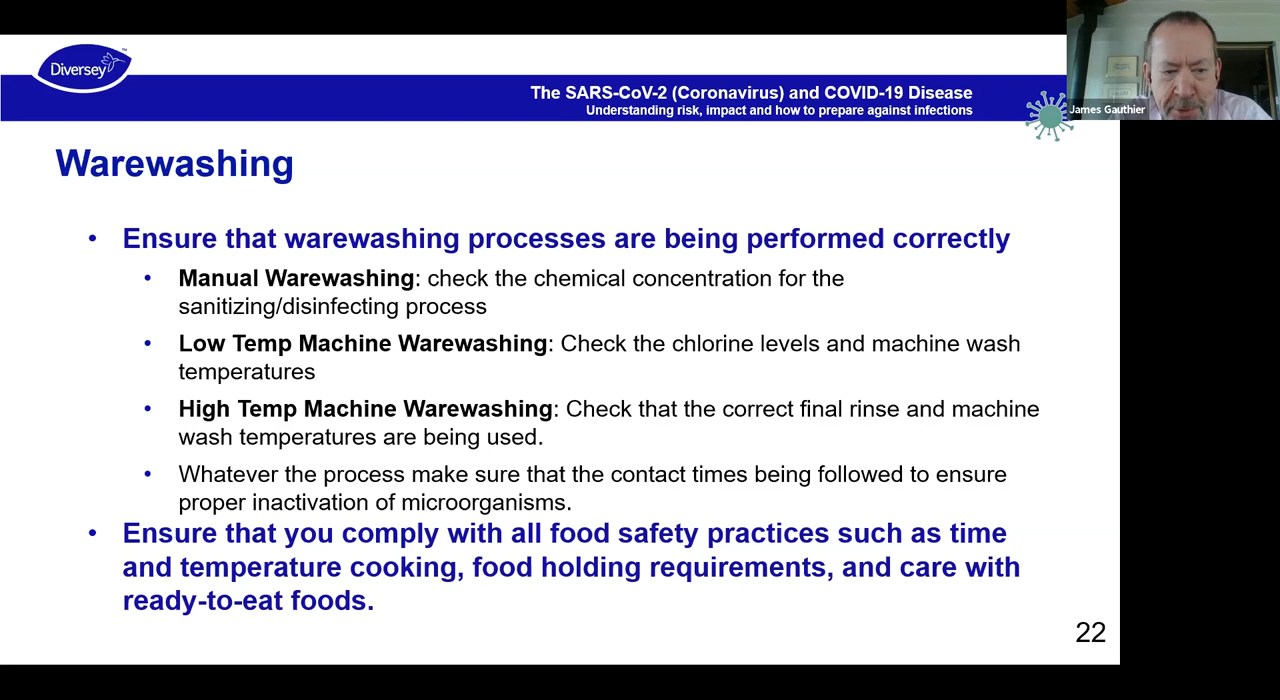 Diversey
The SARS-CoV-2 (Coronavirus) and COVID-19 Disease
Understanding risk, impact and how to prepare against infections
James Gauthier
Warewashing
• Ensure that warewashing processes are being performed correctly
• Manual Warewashing: check the chemical concentration for the
sanitizing/disinfecting process
• Low Temp Machine Warewashing: Check the chlorine levels and machine wash
temperatures
• High Temp Machine Warewashing: Check that the correct final rinse and machine
wash temperatures are being used.
• Whatever the process make sure that the contact times being followed to ensure
proper inactivation of microorganisms.
• Ensure that you comply with all food safety practices such as time
and temperature cooking, food holding requirements, and care with
ready-to-eat foods.
22